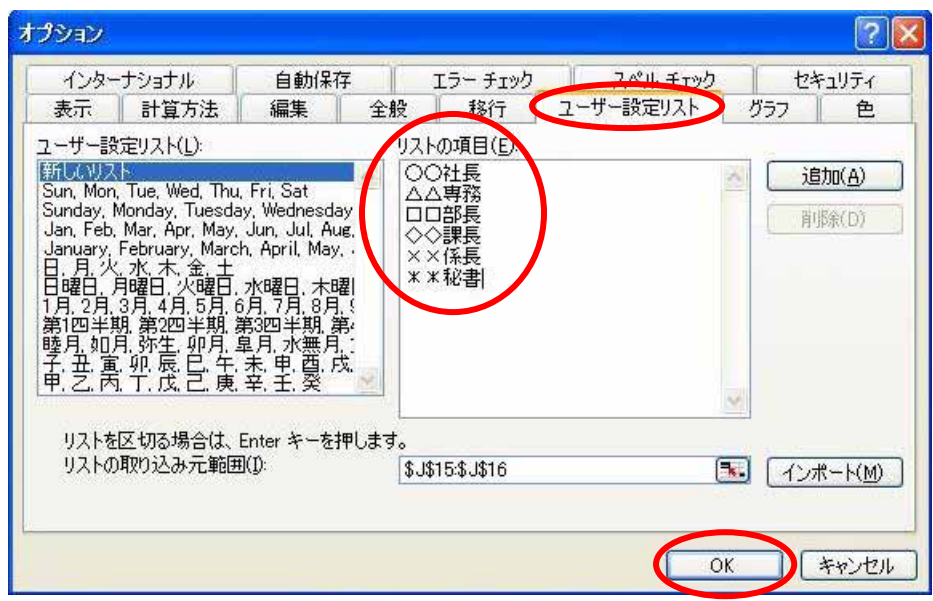 オプション
インターナショナル
自動保存
エラー チェック
スペル チェック
セキュリティ
表示
計算方法
編集
全般
移行
ユーザー設定リスト
グラフ
色
ユーザー設定リスト(L):
新しいリスト
Sun, Mon, Tue, Wed, Thu, Fri, Sat
Sunday, Monday, Tuesday, Wednesday
Jan, Feb, Mar, Apr, May, Jun, Jul, Aug,
January, February, March, April, May,
日, 月, 火, 水, 木, 金, 土
日曜日, 月曜日, 火曜日, 水曜日, 木曜
1月, 2月, 3月, 4月, 5月, 6月, 7月, 8月,
第1四半期, 第2四半期, 第3四半期, 第
睦月, 如月, 弥生, 卯月, 皐月, 水無月,
子, 丑, 寅, 卯, 辰, 巳, 午, 未, 申, 酉, 戌,
甲, 乙, 丙, 丁, 戊, 己, 庚, 辛, 壬, 癸
リストの項目(E):
○○社長
△△専務
□□部長
◇◇課長
××係長
＊＊秘書
追加(A)
削除(D)
リストを区切る場合は、Enter キーを押します。
リストの取り込み元範囲(I):
$J$15:$J$16
インポート(M)
OK
キャンセル